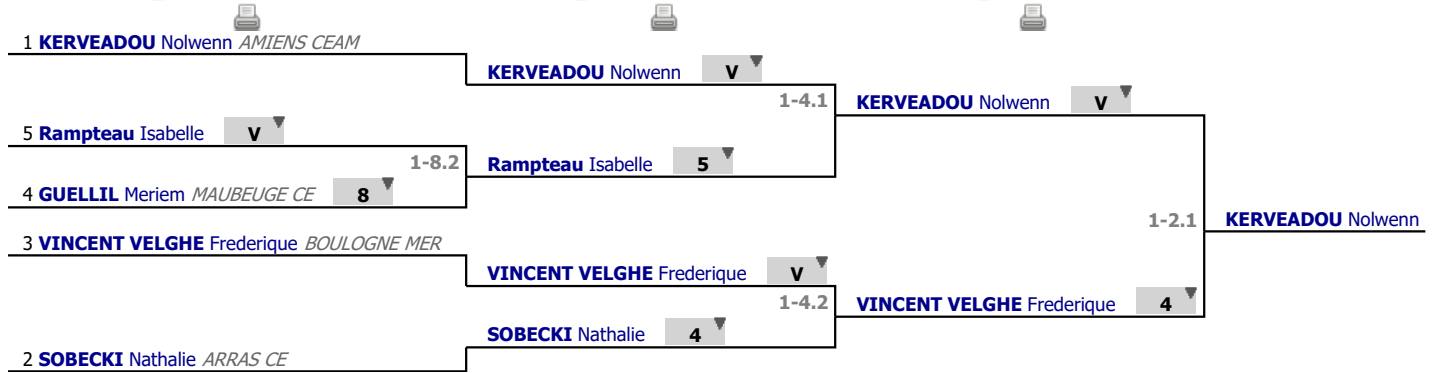 1 KERVEADOU Nolwenn AMIENS CEAM
KERVEADOU Nolwenn V
1-4.1
KERVEADOU Nolwenn V
5 Rampteau Isabelle V
1-8.2
Rampteau Isabelle 5
4 GUELLIL Meriem MAUBEUGE CE 8
1-2.1
KERVEADOU Nolwenn
3 VINCENT VELGHE Frederique BOULOGNE MER
VINCENT VELGHE Frederique V
1-4.2
VINCENT VELGHE Frederique 4
SOBECKI Nathalie 4
2 SOBECKI Nathalie ARRAS CE